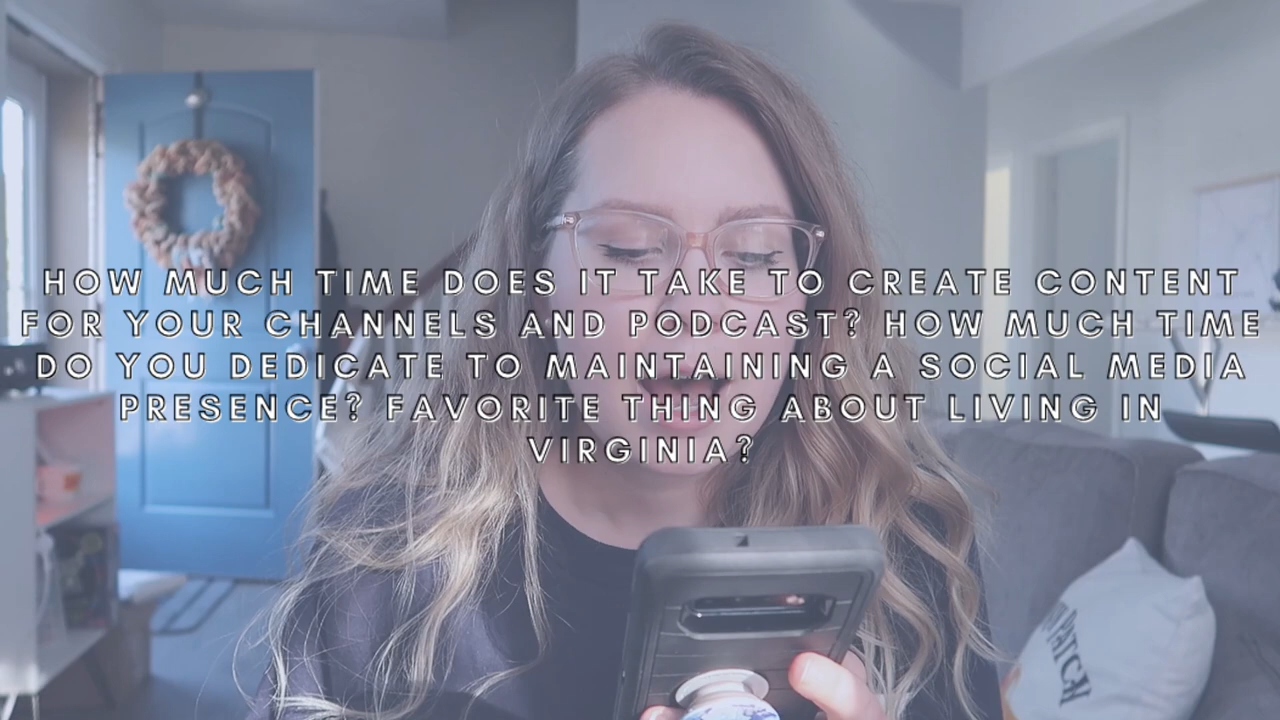 HOW MUCH TIME DOES IT TAKE TO CREATE CONTENT
FOR YOUR CHANNELS AND PODCAST? HOW MUCH TIME
DO YOU DEDICATE TO MAINTAINING A SOCIAL MEDIA
PRESENCE? FAVORITE THING ABOUT LIVING IN
VIRGINIA?
PATCH